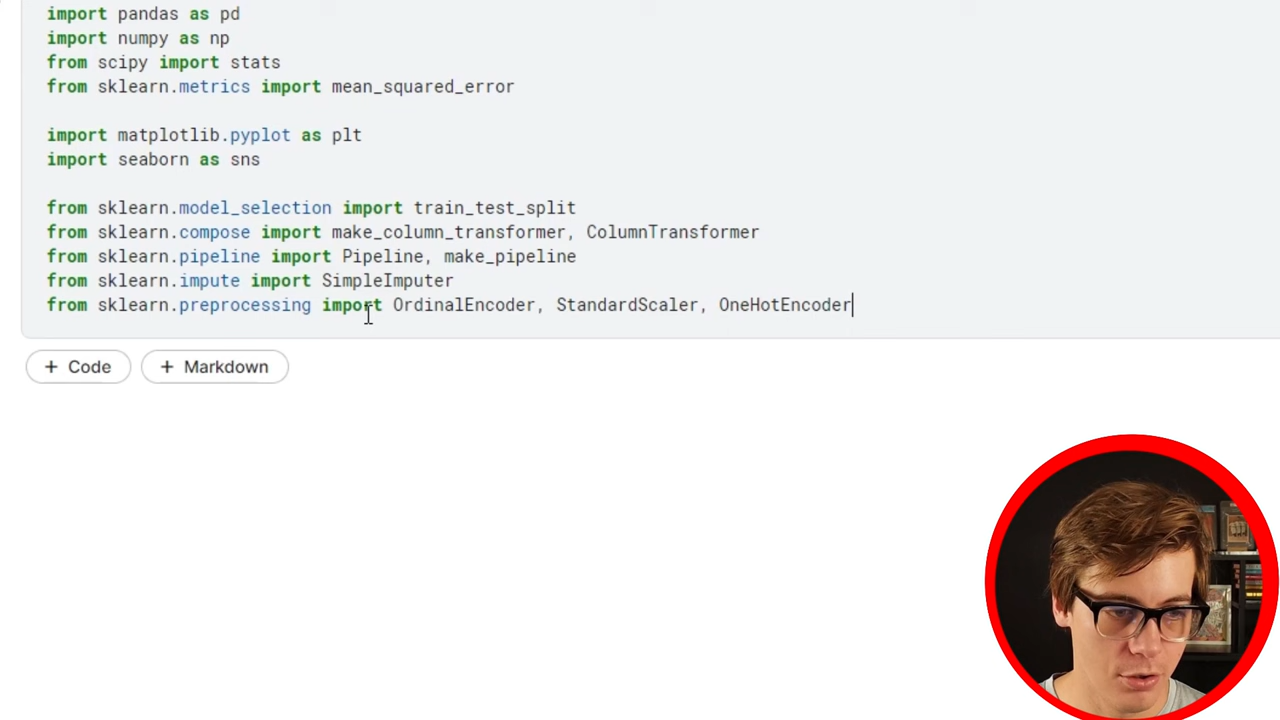 import pandas as pd
import numpy as np
from scipy import stats
from sklearn.metrics import mean_squared_error
import matplotlib.pyplot as plt
import seaborn as sns
from sklearn.model_selection import train_test_split
from sklearn.compose import make_column_transformer, ColumnTransformer
from sklearn.pipeline import Pipeline, make_pipeline
from sklearn.impute import SimpleImputer
from sklearn.preprocessing import OrdinalEncoder, StandardScaler, OneHotEncoder
+ Code + Markdown